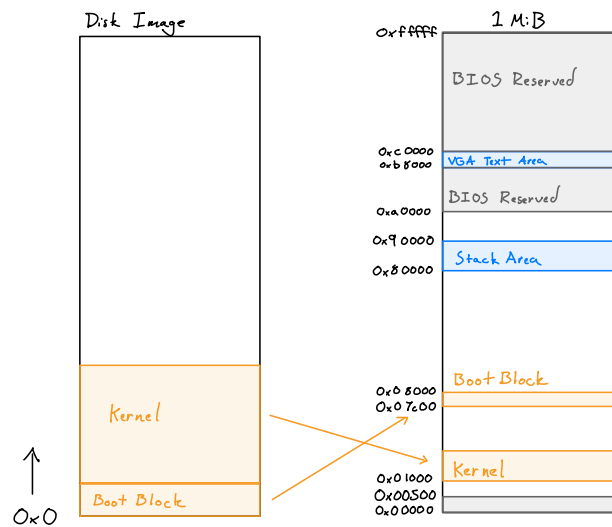 Disk Image
Kernel
Boot Block
0x0
1 MiB
0xfffff
BIOS Reserved
0xc0000
VGA Text Area
0xb8000
BIOS Reserved
0xa0000
0x90000
Stack Area
0x80000
Boot Block
0x08000
0x07c00
Kernel
0x01000
0x00500
0x00000